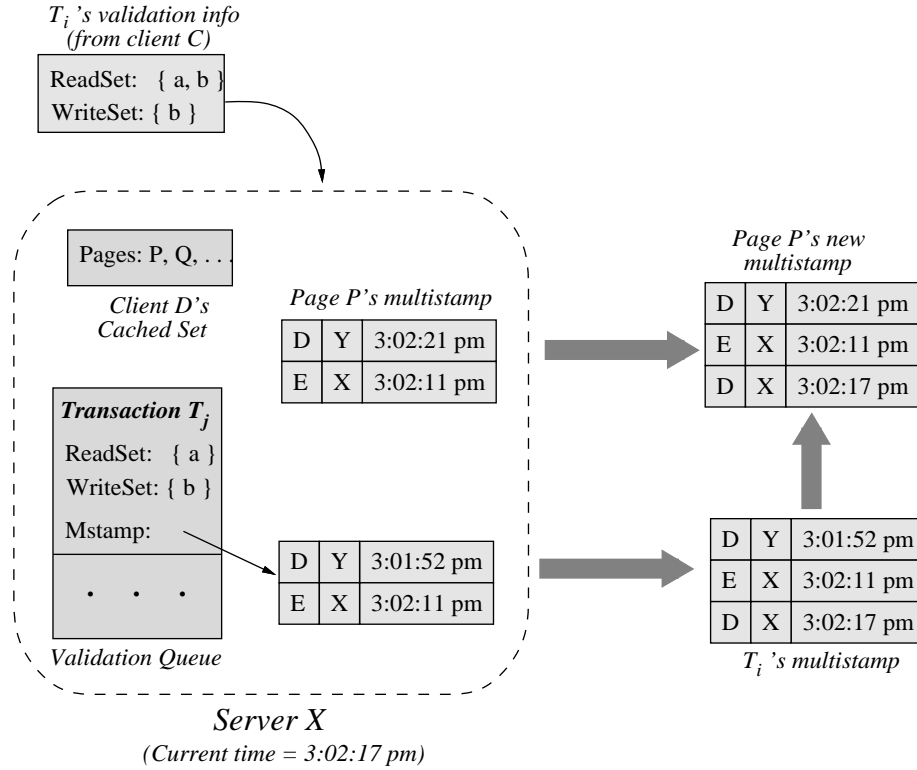 T_i 's validation info
(from client C)
ReadSet: { a, b }
WriteSet: { b }
Pages: P, Q, . . .
Client D's
Cached Set
Page P's multistamp
D Y 3:02:21 pm
E X 3:02:11 pm
Page P's new
multistamp
D Y 3:02:21 pm
E X 3:02:11 pm
D X 3:02:17 pm
Transaction T_j
ReadSet: { a }
WriteSet: { b }
Mstamp:
. . .
Validation Queue
D Y 3:01:52 pm
E X 3:02:11 pm
D Y 3:01:52 pm
E X 3:02:11 pm
D X 3:02:17 pm
T_i 's multistamp
Server X
(Current time = 3:02:17 pm)